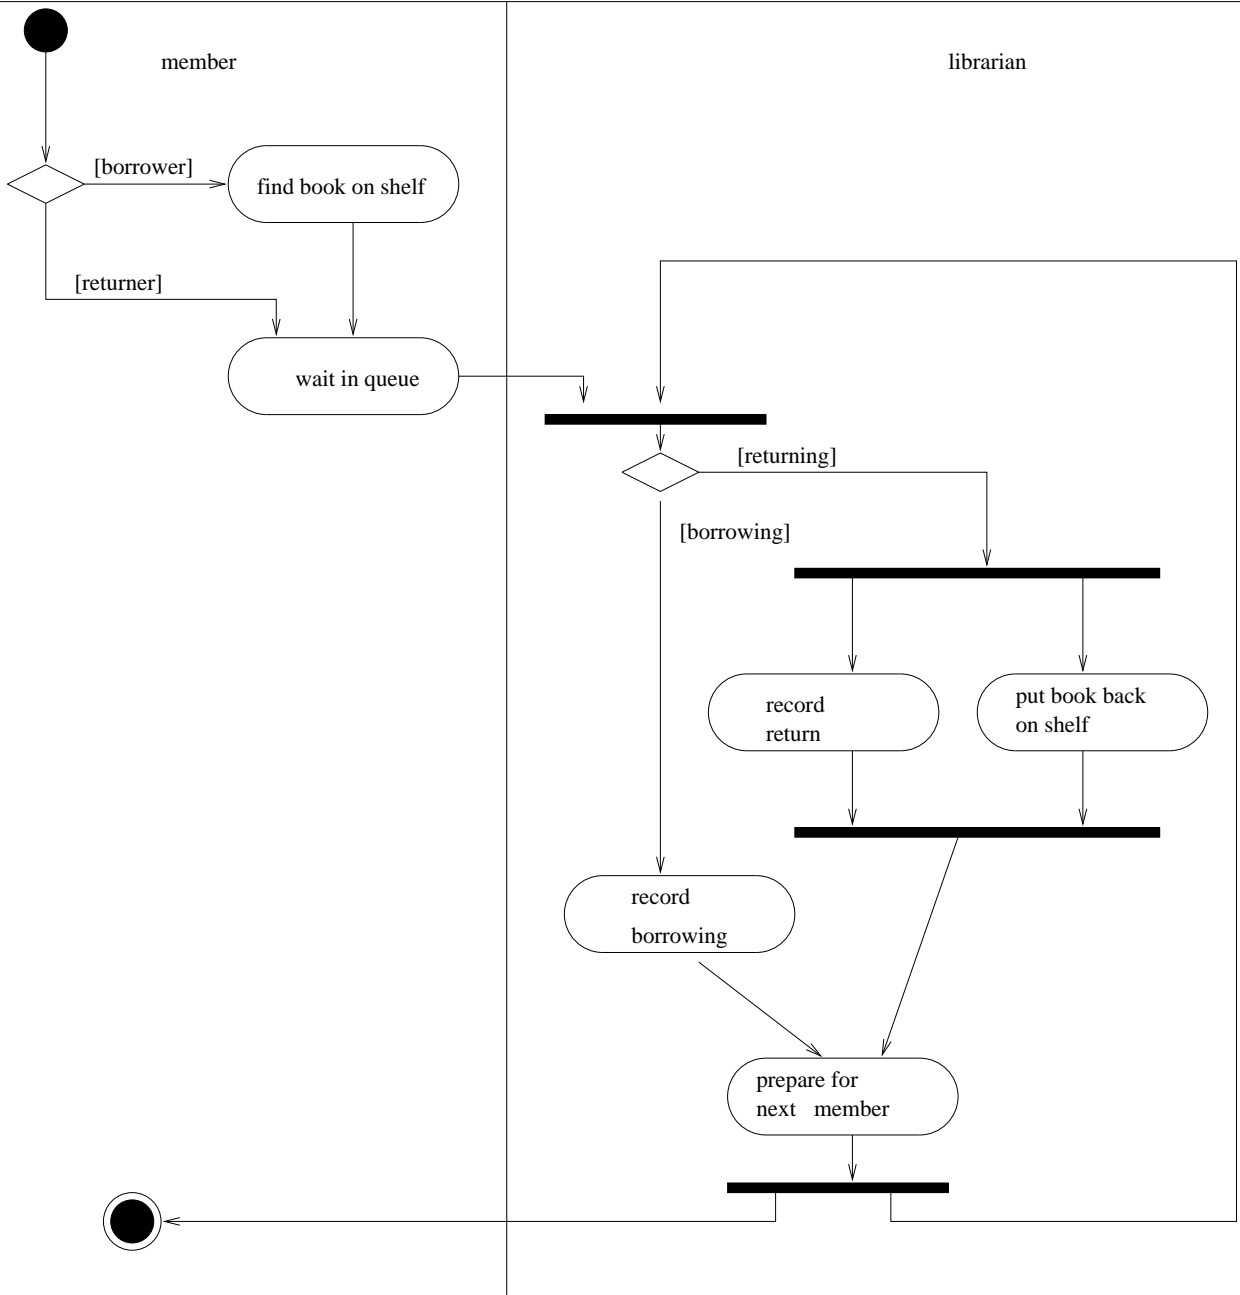 member
librarian
[borrower]
find book on shelf
[returner]
wait in queue
[returning]
[borrowing]
record
return
put book back
on shelf
record
borrowing
prepare for
next member